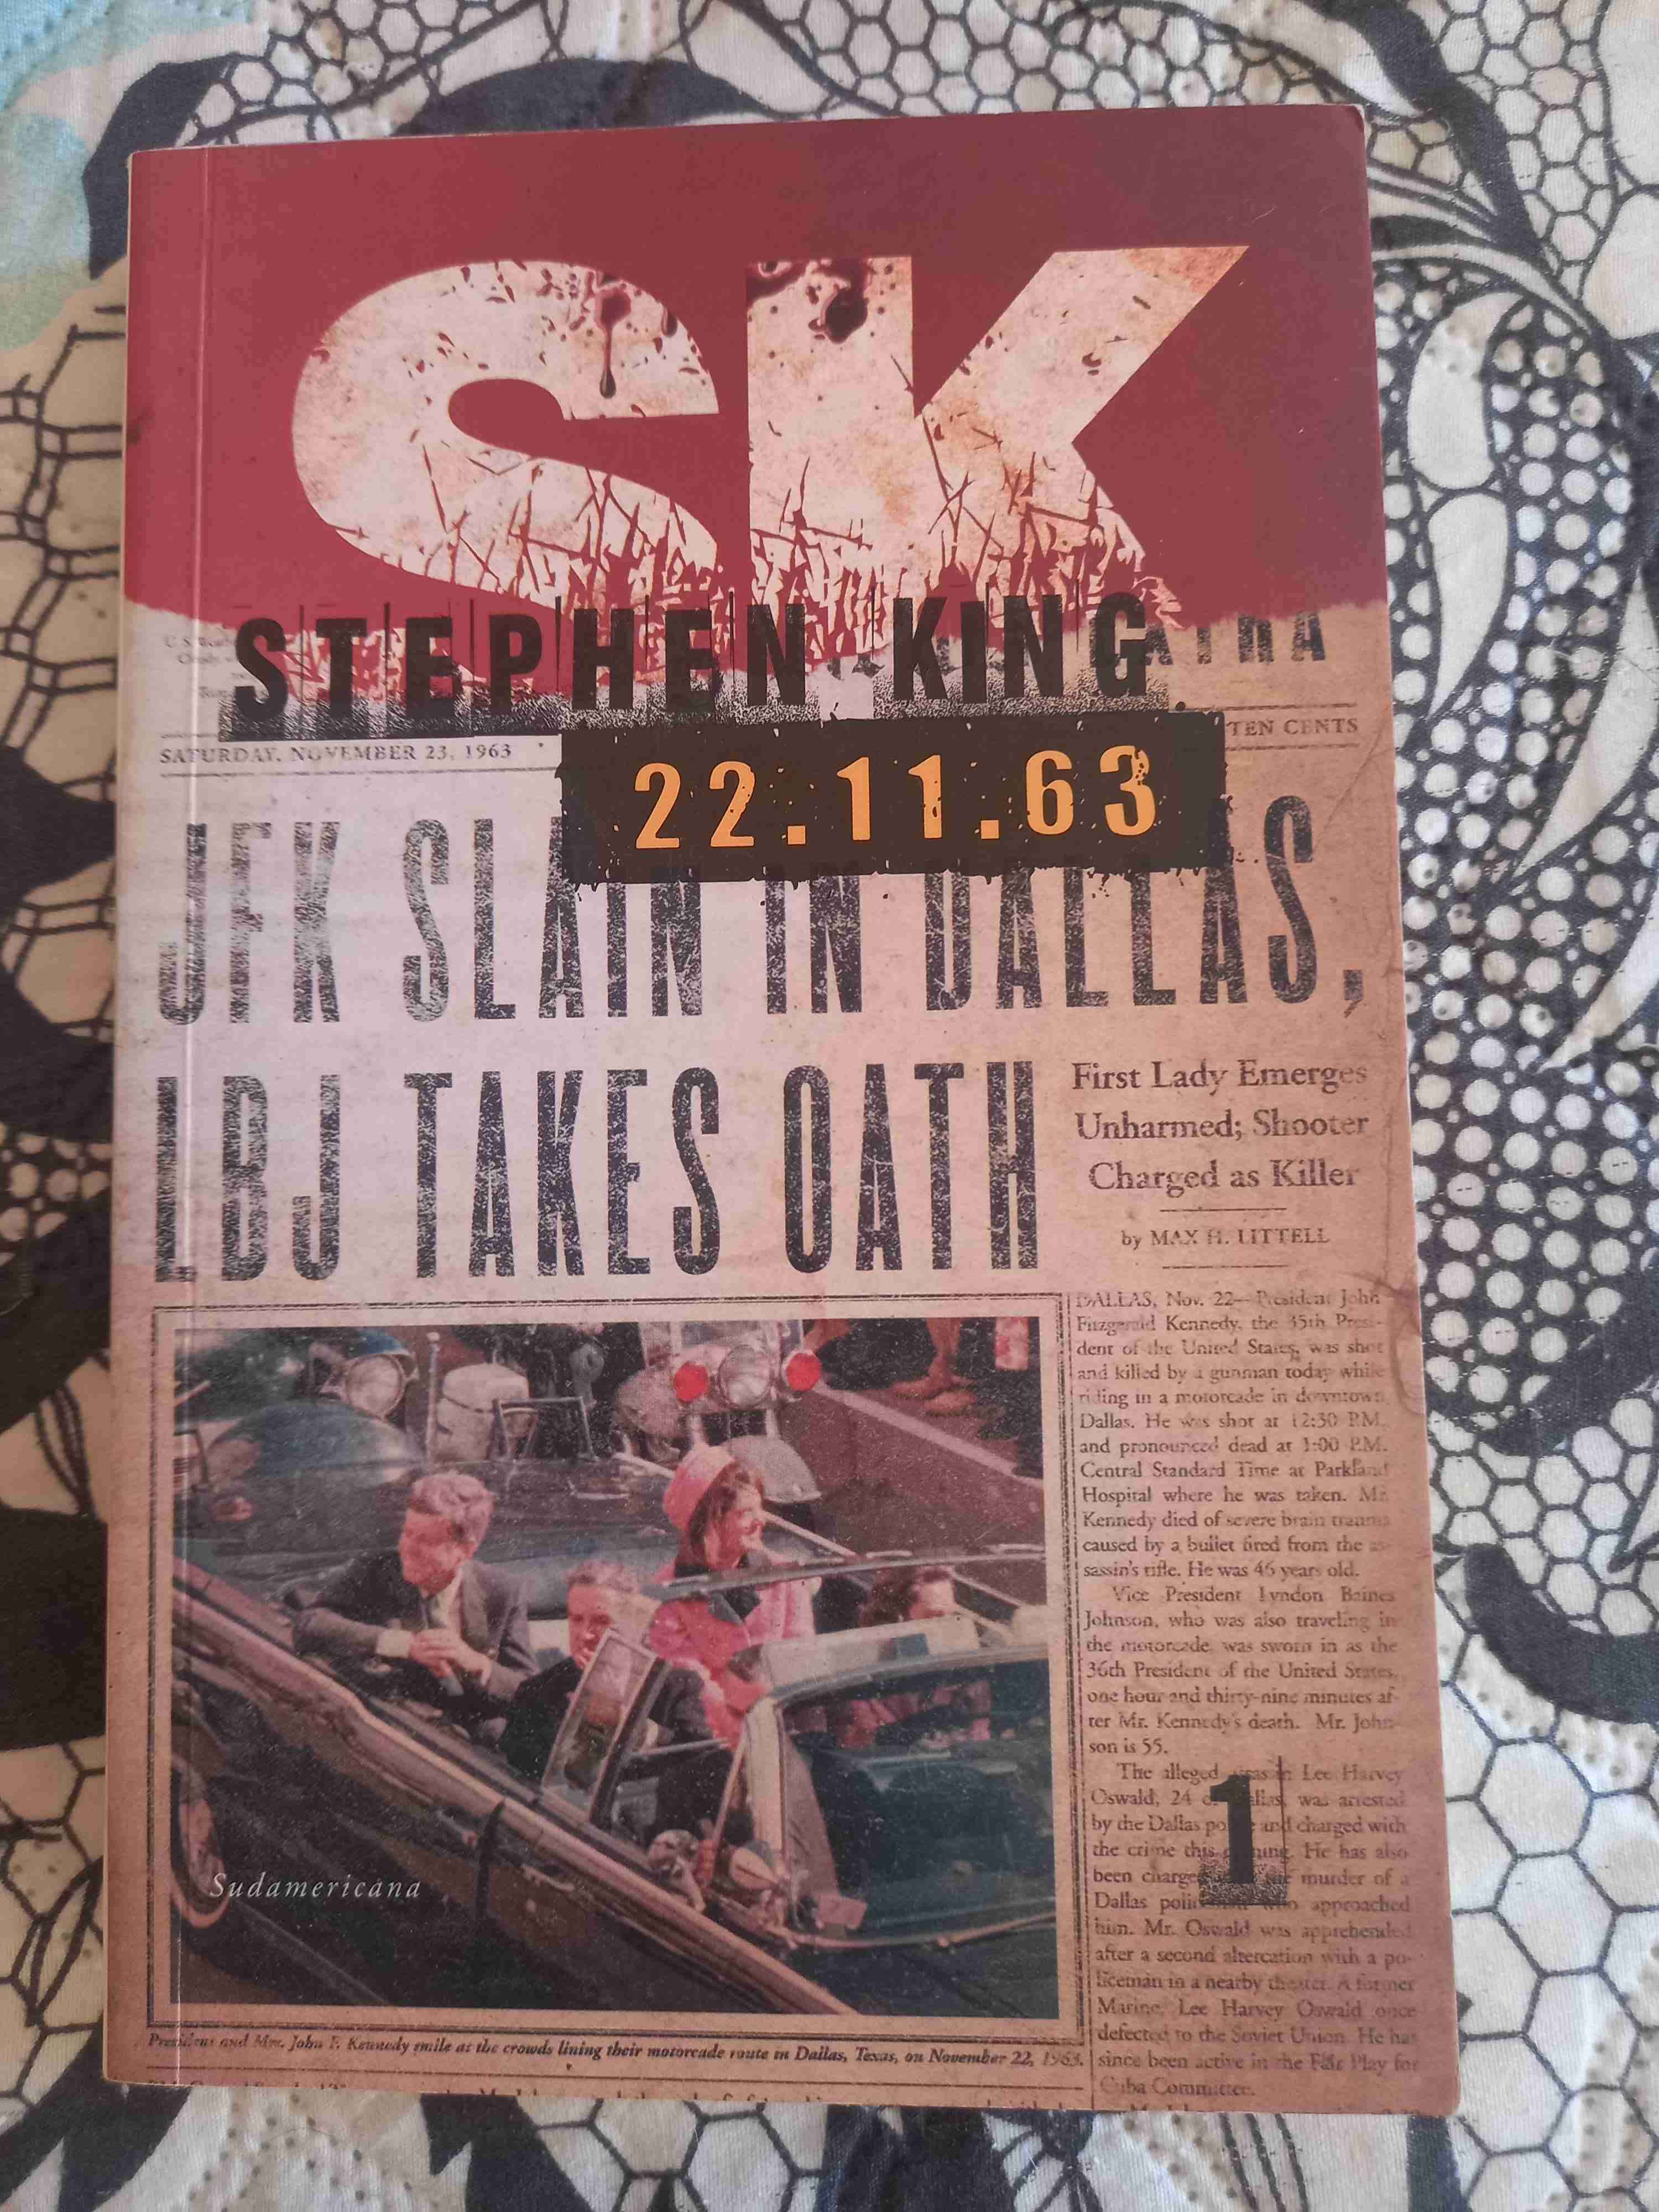 SK
STEPHEN KING
TEN CENTS
SATURDAY, NOVEMBER 23, 1963
22.11.63
JFK SLAIN IN DALLAS,
LBJ TAKES OATH
First Lady Emerges
Unharmed; Shooter
Charged as Killer
by MAX H. LITTELL
DALLAS, Nov. 22— President John
Fitzgerald Kennedy, the 35th Presi-
dent of the United States, was shot
and killed by a gunman today while
riding in a motorcade in downtown
Dallas. He was shot at 12:30 P.M.
and pronounced dead at 1:00 P.M.
Central Standard Time at Parkland
Hospital where he was taken. Mr.
Kennedy died of severe brain trauma
caused by a bullet fired from the as-
sassin's rifle. He was 46 years old.
Vice President Lyndon Baines
Johnson, who was also traveling in
the motorcade, was sworn in as the
36th President of the United States,
one hour and thirty-nine minutes af-
ter Mr. Kennedy's death. Mr. John-
son is 55.
The alleged Lee Harvey
Oswald, 24 was arrested
by the Dallas and charged with
the crime this He has also
been murder of a
Dallas approached
him. Mr. Oswald was apprehended
after a second altercation with a po-
liceman in a nearby theater. A former
Marine, Lee Harvey Oswald once
defected to the Soviet Union. He has
since been active in the Fair Play for
Cuba Committee.
1
Sudamericana
President and Mrs. John F. Kennedy smile at the crowds lining their motorcade route in Dallas, Texas, on November 22, 1963.